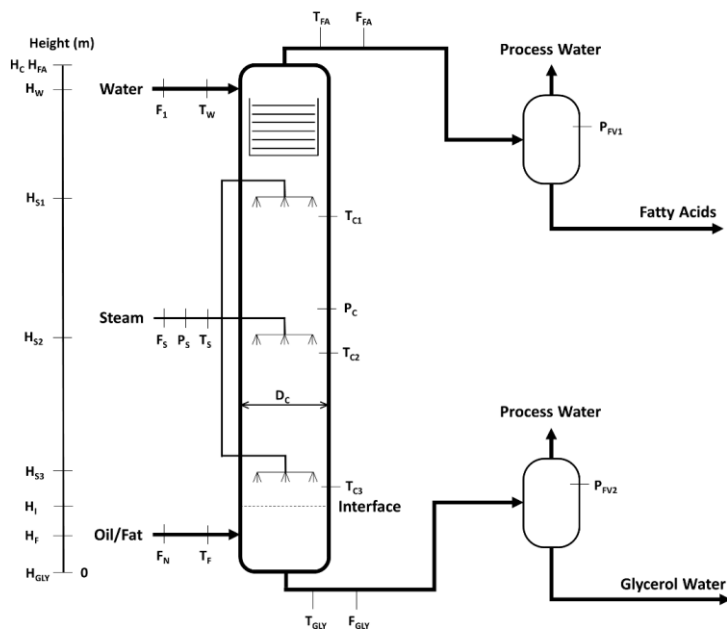 Height (m)
H_C H_FA
H_W
H_S1
H_S2
H_S3
H_I
H_F
H_GLY 0
Water
F_1 T_W
Steam
F_S P_S T_S
Oil/Fat
F_N T_F
T_FA F_FA
T_C1
P_C
T_C2
D_C
T_C3
Interface
T_GLY F_GLY
Process Water
P_FV1
Fatty Acids
Process Water
P_FV2
Glycerol Water